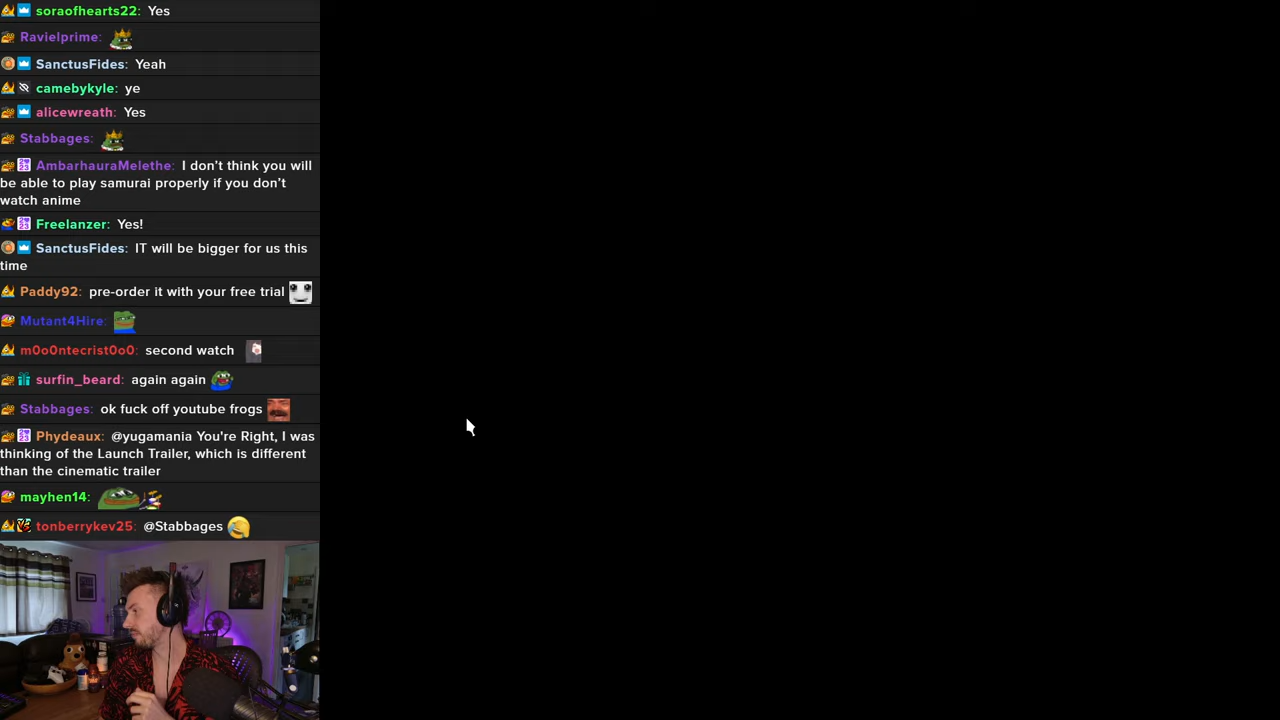 soraofhearts22: Yes
Ravielprime:
SanctusFides: Yeah
camebykyle: ye
alicewreath: Yes
Stabbages:
AmbarhauraMelethe: I don't think you will
be able to play samurai properly if you don't
watch anime
Freelanzer: Yes!
SanctusFides: IT will be bigger for us this
time
Paddy92: pre-order it with your free trial
Mutant4Hire:
m0o0ntecrist0o0: second watch
surfin_beard: again again
Stabbages: ok fuck off youtube frogs
Phydeaux: @yugamania You're Right, I was
thinking of the Launch Trailer, which is different
than the cinematic trailer
mayhen14:
tonberrykev25: @Stabbages